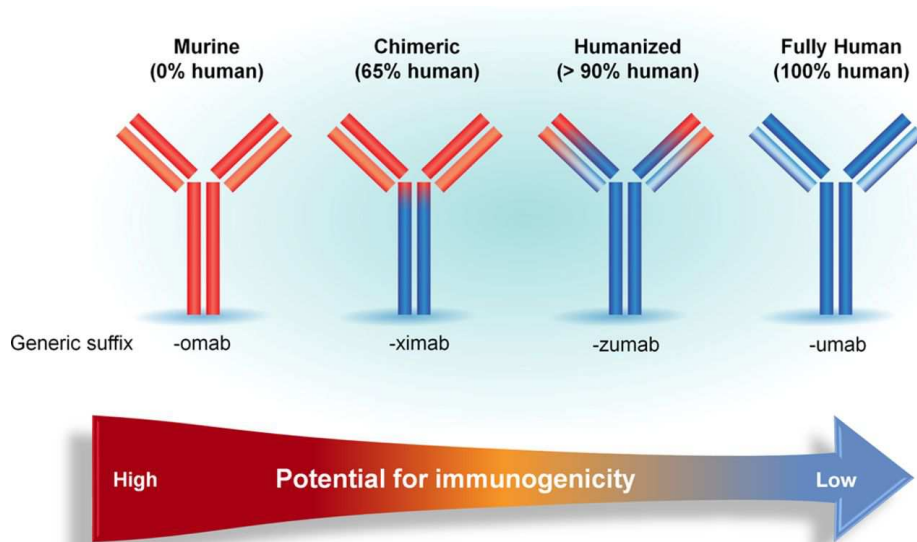 Murine
(0% human)
Chimeric
(65% human)
Humanized
(> 90% human)
Fully Human
(100% human)
Generic suffix
-omab
-ximab
-zumab
-umab
High
Potential for immunogenicity
Low